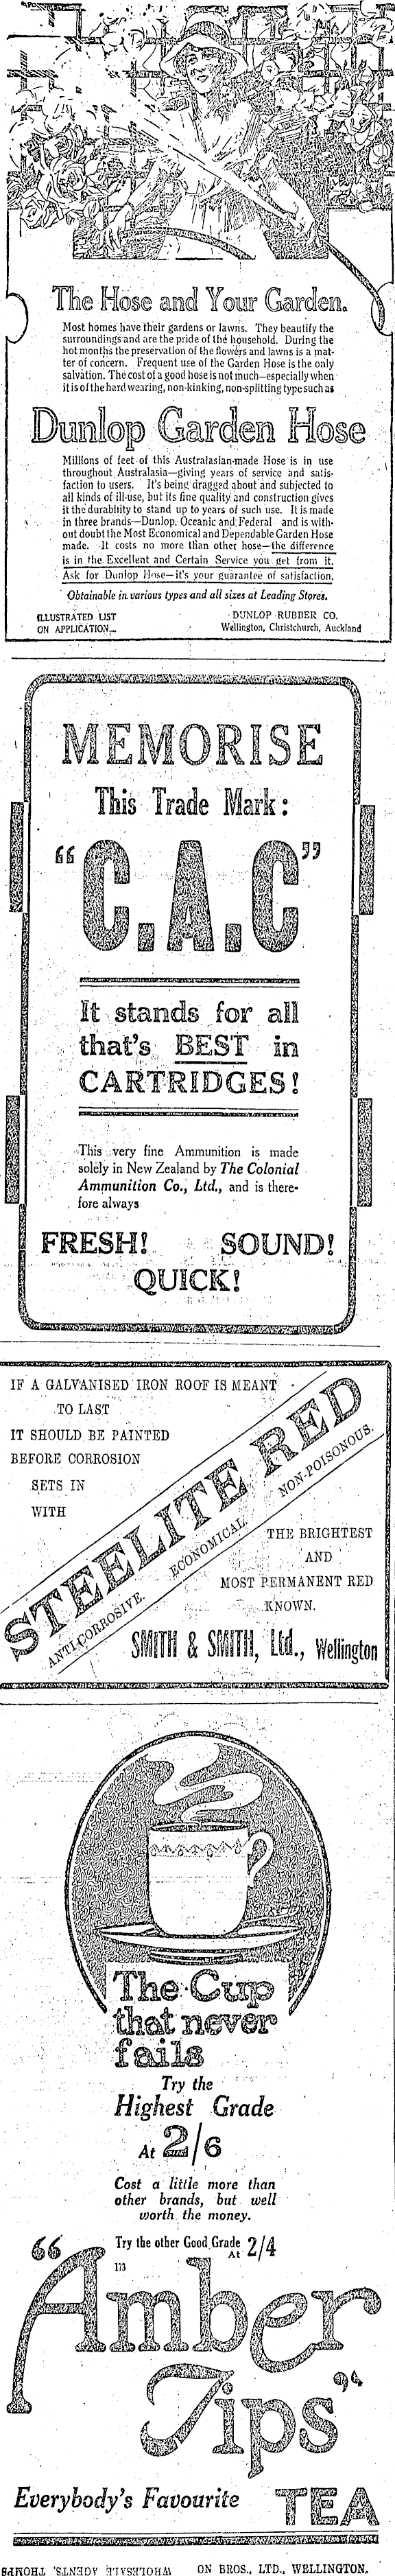 The Hose and Your Garden.
Most homes have their gardens or lawns. They beautify the
surroundings and are the pride of the household. During the
hot months the preservation of the flowers and lawns is a mat-
ter of concern. Frequent use of the Garden Hose is the only
salvation. The cost of a good hose is not much—especially when
it is of the hard wearing, non-kinking, non-splitting type such as
Dunlop Garden Hose
Millions of feet of this Australasian-made Hose is in use
throughout Australasia—giving years of service and satis-
faction to users. It's being dragged about and subjected to
all kinds of ill-use, but its fine quality and construction gives
it the durability to stand up to years of such use. It is made
in three brands—Dunlop, Oceanic and Federal and is with-
out doubt the Most Economical and Dependable Garden Hose
made. It costs no more than other hose—the difference
is in the Excellent and Certain Service you get from it.
Ask for Dunlop Hose—it's your guarantee of satisfaction.
Obtainable in various types and all sizes at Leading Stores.
ILLUSTRATED LIST
ON APPLICATION.
DUNLOP RUBBER CO.
Wellington, Christchurch, Auckland
MEMORISE
This Trade Mark:
"C.A.C"
It stands for all
that's BEST in
CARTRIDGES!
This very fine Ammunition is made
solely in New Zealand by The Colonial
Ammunition Co., Ltd., and is there-
fore always
FRESH! SOUND!
QUICK!
IF A GALVANISED IRON ROOF IS MEANT
TO LAST
IT SHOULD BE PAINTED
BEFORE CORROSION
SETS IN
WITH
STEELITE RED
ANTI-CORROSIVE. ECONOMICAL. NON-POISONOUS.
THE BRIGHTEST
AND
MOST PERMANENT RED
KNOWN.
SMITH & SMITH, Ltd., Wellington
The Cup
that never
fails
Try the
Highest Grade
At 2/6
Cost a little more than
other brands, but well
worth the money.
Try the other Good Grade
At 2/4
173
"Amber
Tips"
Everybody's Favourite TEA
WHOLESALE AGENTS, THOMPS
ON BROS., LTD., WELLINGTON.